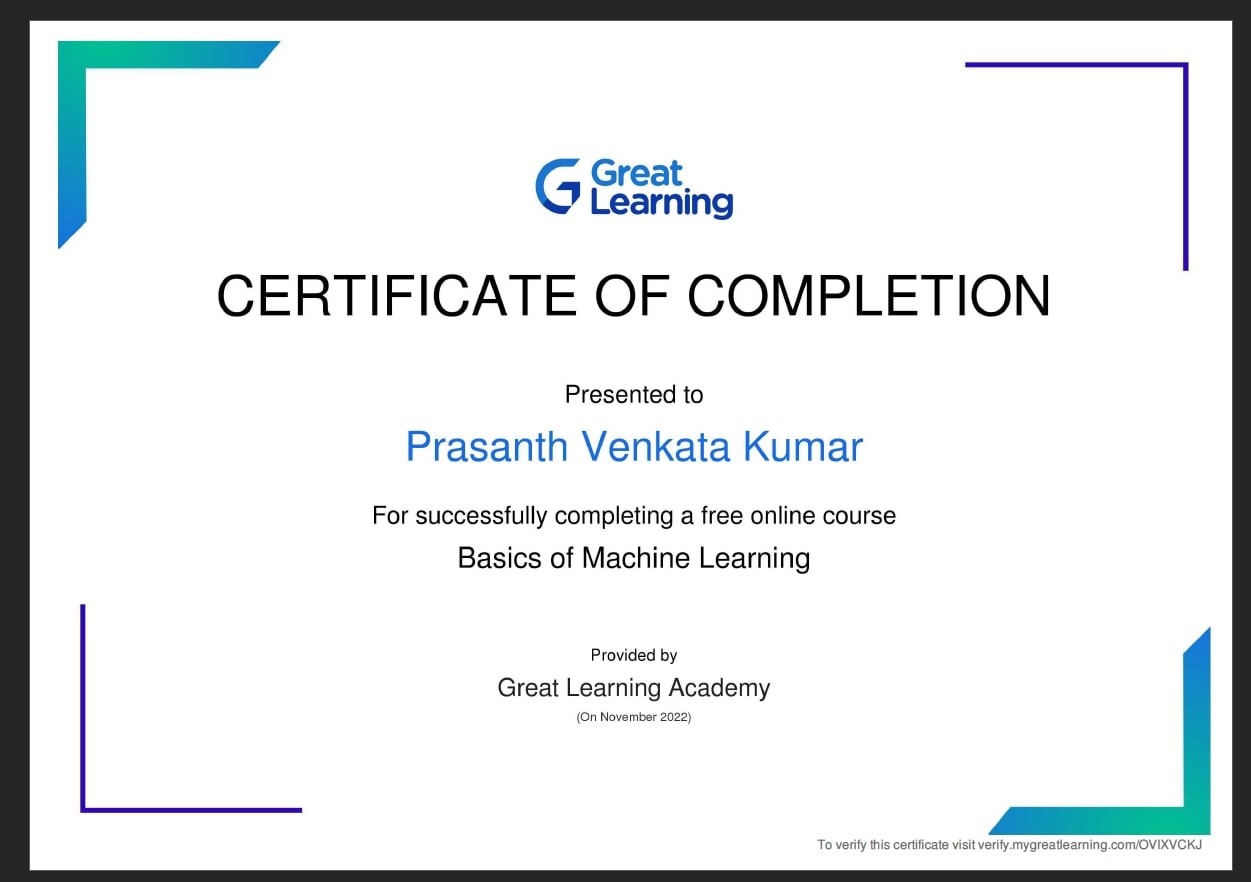 Great
Learning
CERTIFICATE OF COMPLETION
Presented to
Prasanth Venkata Kumar
For successfully completing a free online course
Basics of Machine Learning
Provided by
Great Learning Academy
(On November 2022)
To verify this certificate visit verify.mygreatlearning.com/OVIXVCKJ